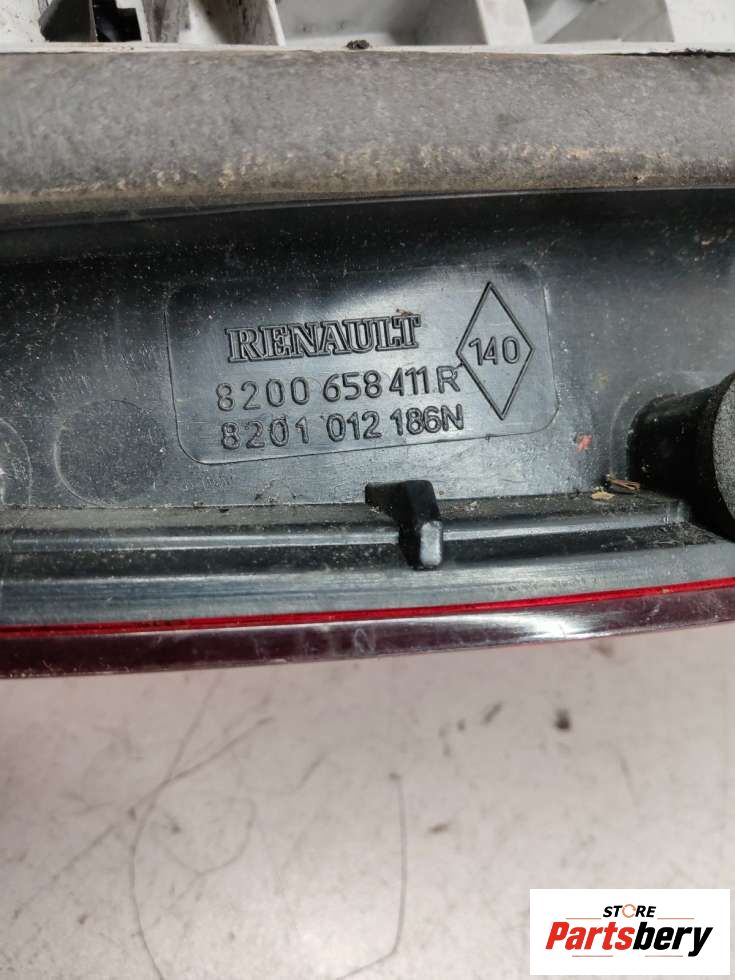 RENAULT
140
8200 658 411 R
8201 012 186N
STORE
Partsbery